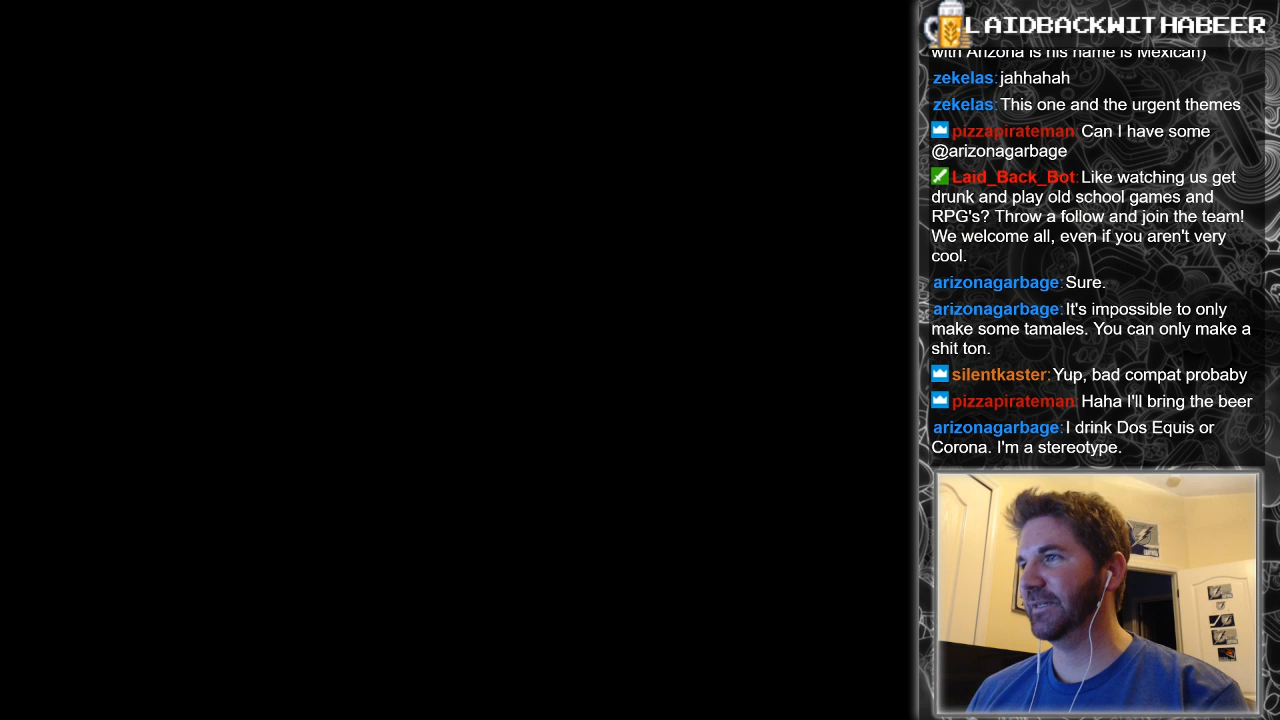 LAIDBACKWITHABEER
with Arizona is his name is Mexican)
zekelas: jahhahah
zekelas: This one and the urgent themes
pizzapirateman: Can I have some
@arizonagarbage
Laid_Back_Bot: Like watching us get
drunk and play old school games and
RPG's? Throw a follow and join the team!
We welcome all, even if you aren't very
cool.
arizonagarbage: Sure.
arizonagarbage: It's impossible to only
make some tamales. You can only make a
shit ton.
silentkaster: Yup, bad compat probaby
pizzapirateman: Haha I'll bring the beer
arizonagarbage: I drink Dos Equis or
Corona. I'm a stereotype.